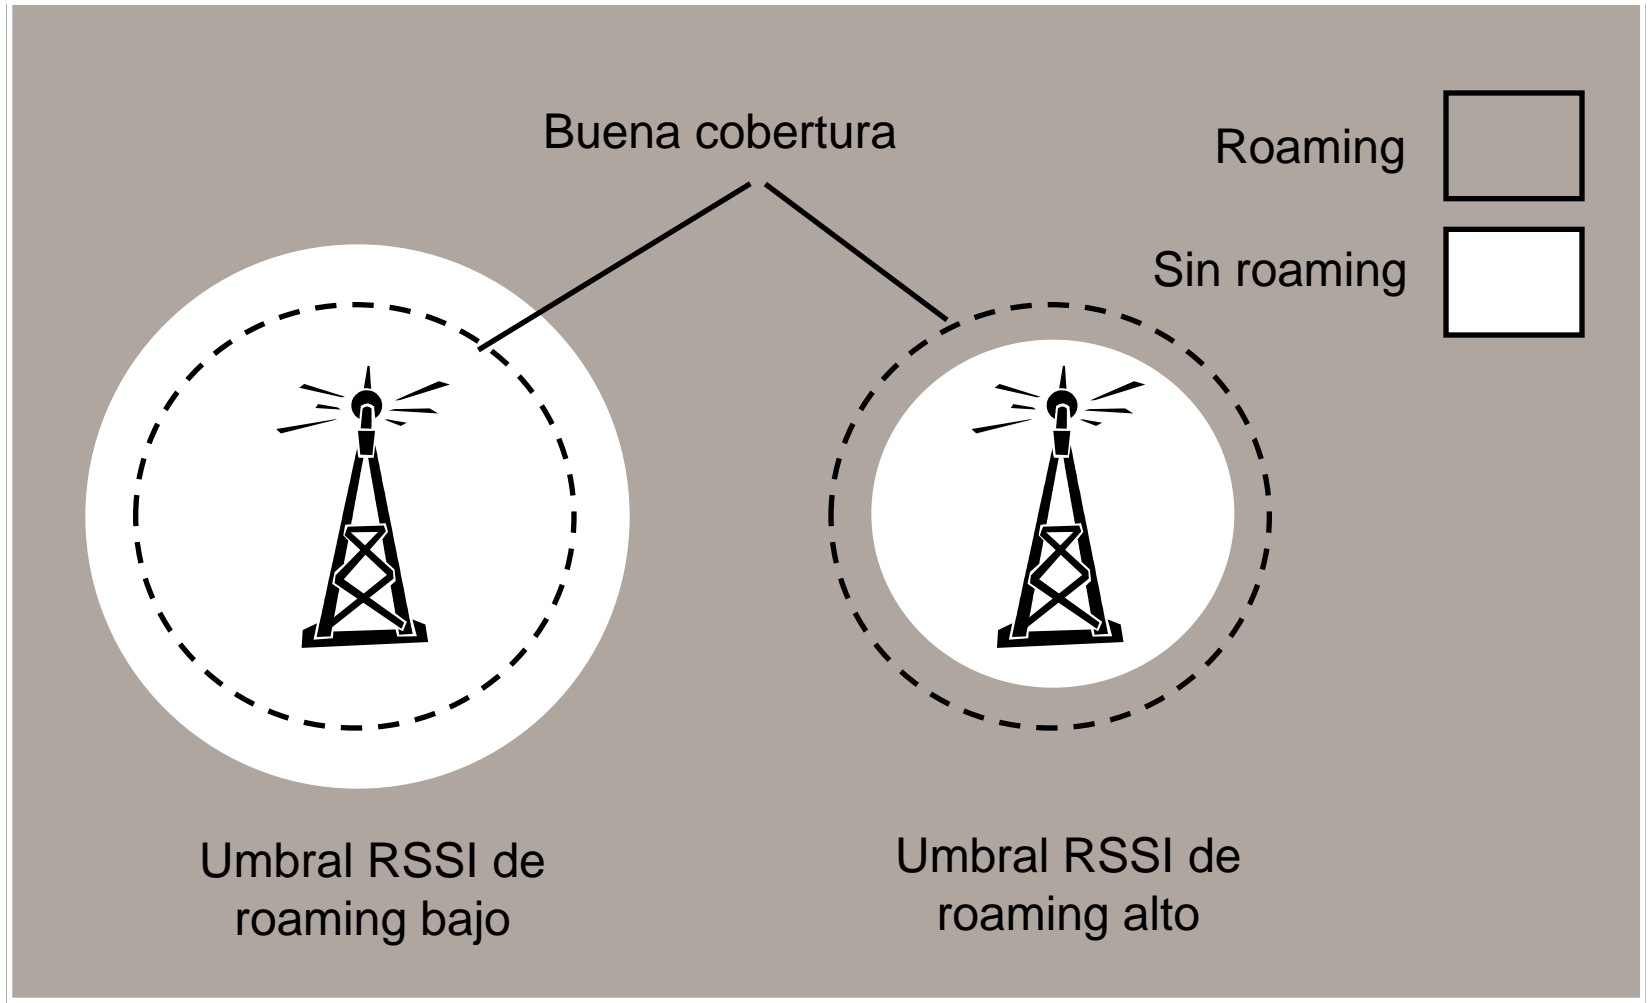 Buena cobertura
Roaming
Sin roaming
Umbral RSSI de
roaming bajo
Umbral RSSI de
roaming alto